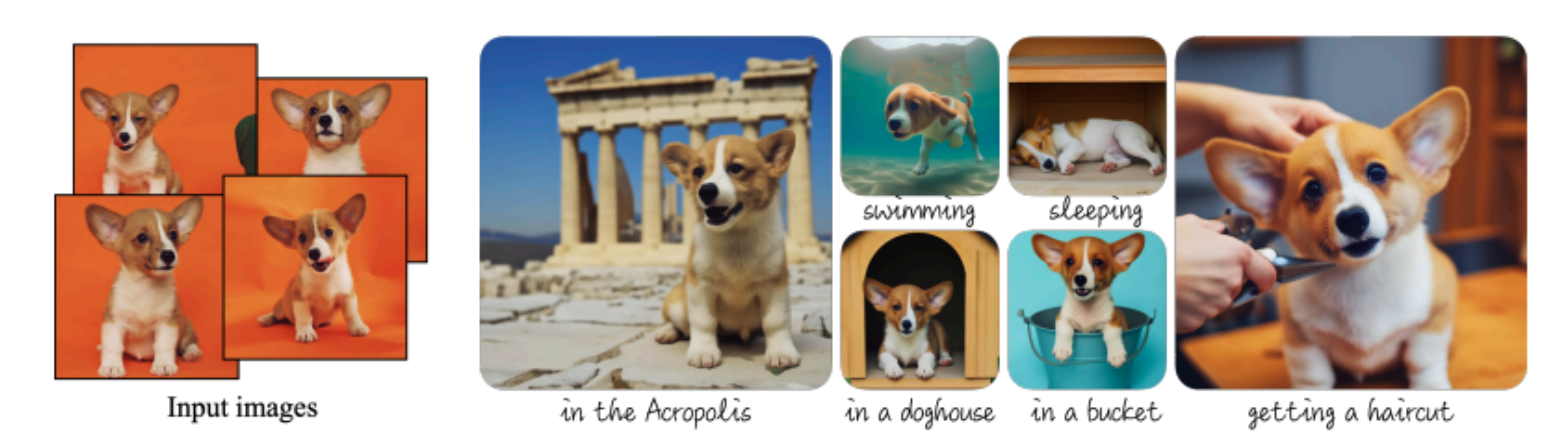 Input images
in the Acropolis
swimming
sleeping
in a doghouse
in a bucket
getting a haircut